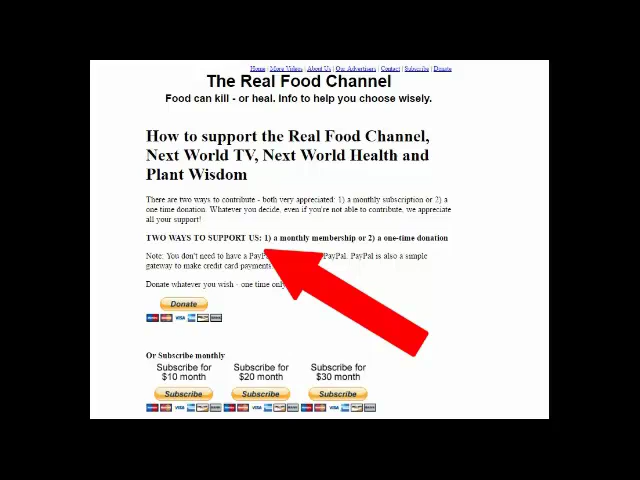 Home | More Videos | About Us | Our Advertisers | Contact | Subscribe | Donate
The Real Food Channel
Food can kill - or heal. Info to help you choose wisely.
How to support the Real Food Channel,
Next World TV, Next World Health and
Plant Wisdom
There are two ways to contribute - both very appreciated: 1) a monthly subscription or 2) a
one time donation. Whatever you decide, even if you're not able to contribute, we appreciate
all your support!
TWO WAYS TO SUPPORT US: 1) a monthly membership or 2) a one-time donation
Note: You don't need to have a PayP PayPal. PayPal is also a simple
gateway to make credit card payments
Donate whatever you wish - one time only
Donate
Or Subscribe monthly
Subscribe for Subscribe for Subscribe for
$10 month $20 month $30 month
Subscribe Subscribe Subscribe